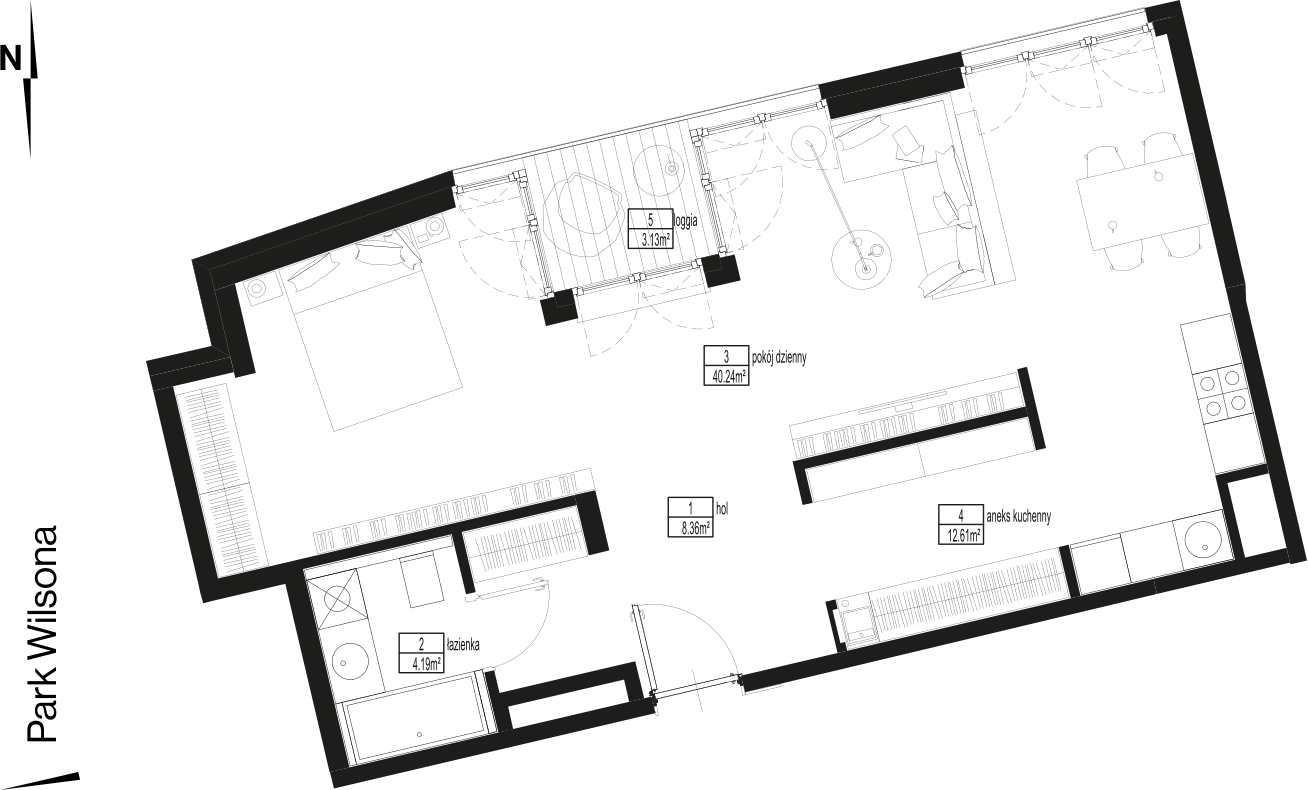 N
5 loggia
3.13m²
3 pokój dzienny
40.24m²
1 hol
8.36m²
4 aneks kuchenny
12.61m²
2 łazienka
4.19m²
Park Wilsona